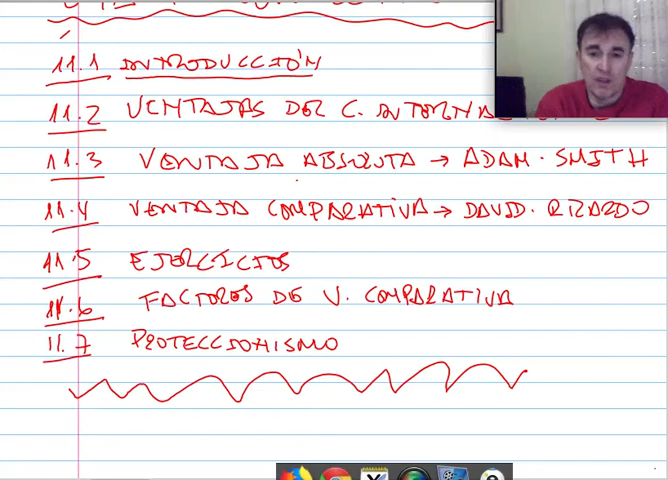 11.1 INTRODUCCIÓN
11.2 VENTAJAS DEL C.
11.3 VENTAJA ABSOLUTA → ADAM. SMITH
11.4 VENTAJA COMPARATIVA → DAVID. RICARDO
11.5 EJERCICIOS
11.6 FACTORES DE V. COMPARATIVA
11.7 PROTECCIONISMO